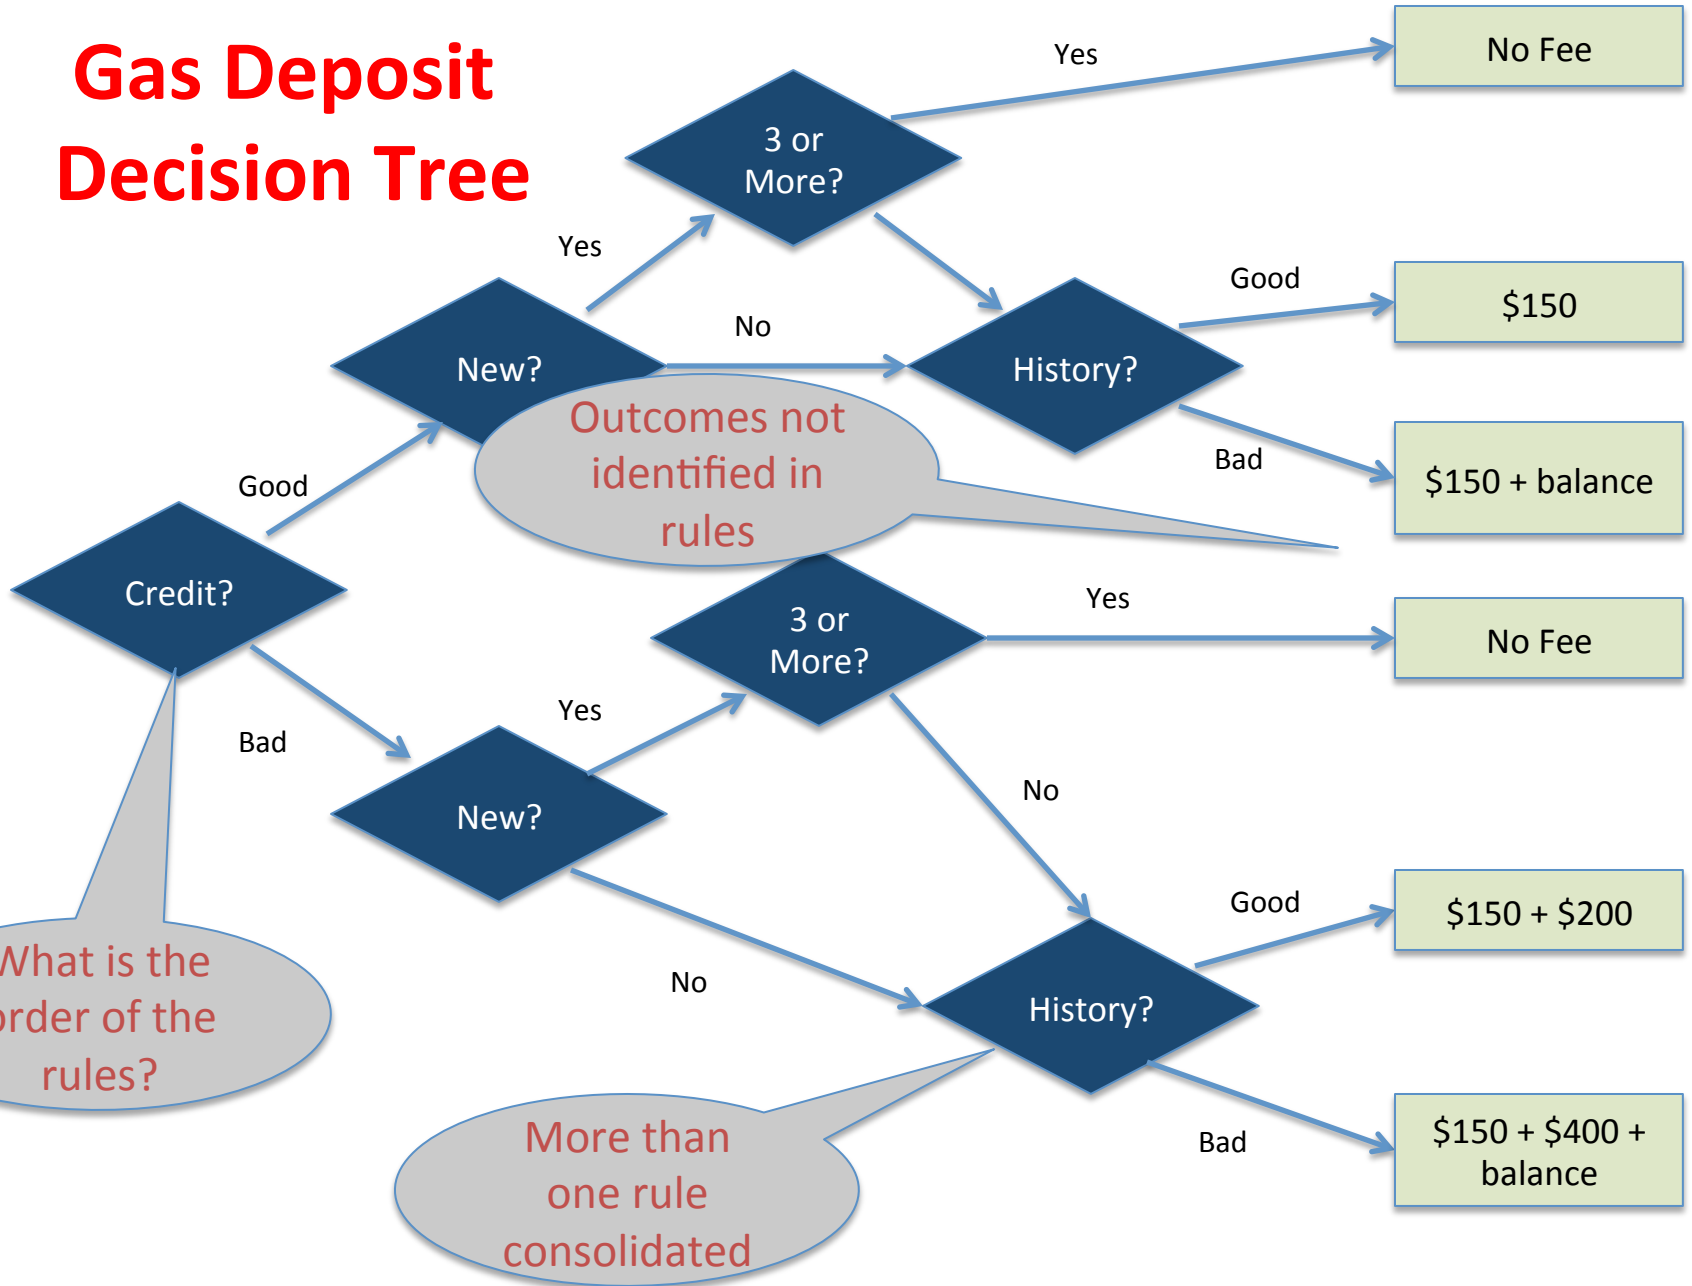 Gas Deposit
Decision Tree
Yes
No Fee
3 or
More?
Yes
Good
$150
New?
No
History?
Outcomes not
identified in
rules
Bad
$150 + balance
Good
Credit?
3 or
More?
Yes
No Fee
Bad
Yes
New?
No
Good
$150 + $200
No
History?
What is the
order of the
rules?
More than
one rule
consolidated
Bad
$150 + $400 +
balance